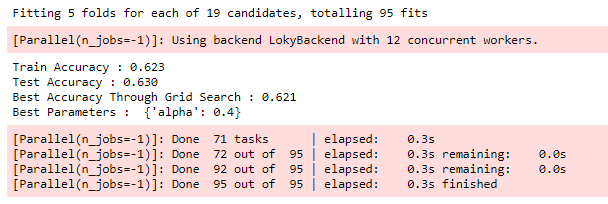 Fitting 5 folds for each of 19 candidates, totalling 95 fits
[Parallel(n_jobs=-1)]: Using backend LokyBackend with 12 concurrent workers.
Train Accuracy : 0.623
Test Accuracy : 0.630
Best Accuracy Through Grid Search : 0.621
Best Parameters :  {'alpha': 0.4}
[Parallel(n_jobs=-1)]: Done  71 tasks      | elapsed:    0.3s
[Parallel(n_jobs=-1)]: Done  72 out of  95 | elapsed:    0.3s remaining:    0.0s
[Parallel(n_jobs=-1)]: Done  92 out of  95 | elapsed:    0.3s remaining:    0.0s
[Parallel(n_jobs=-1)]: Done  95 out of  95 | elapsed:    0.3s finished